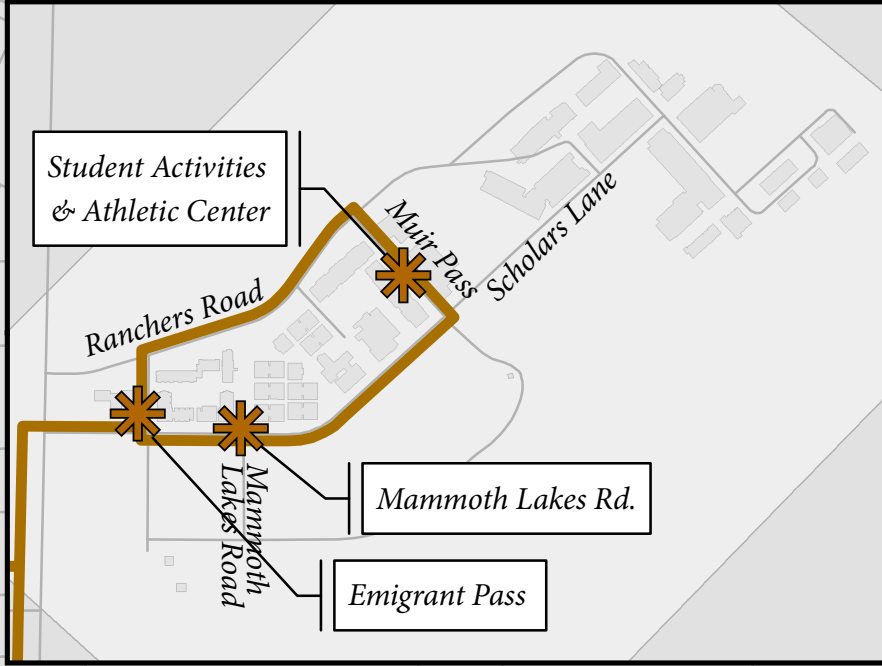 Student Activities
& Athletic Center
Muir Pass
Scholars Lane
Ranchers Road
Mammoth
Lakes Road
Mammoth Lakes Rd.
Emigrant Pass